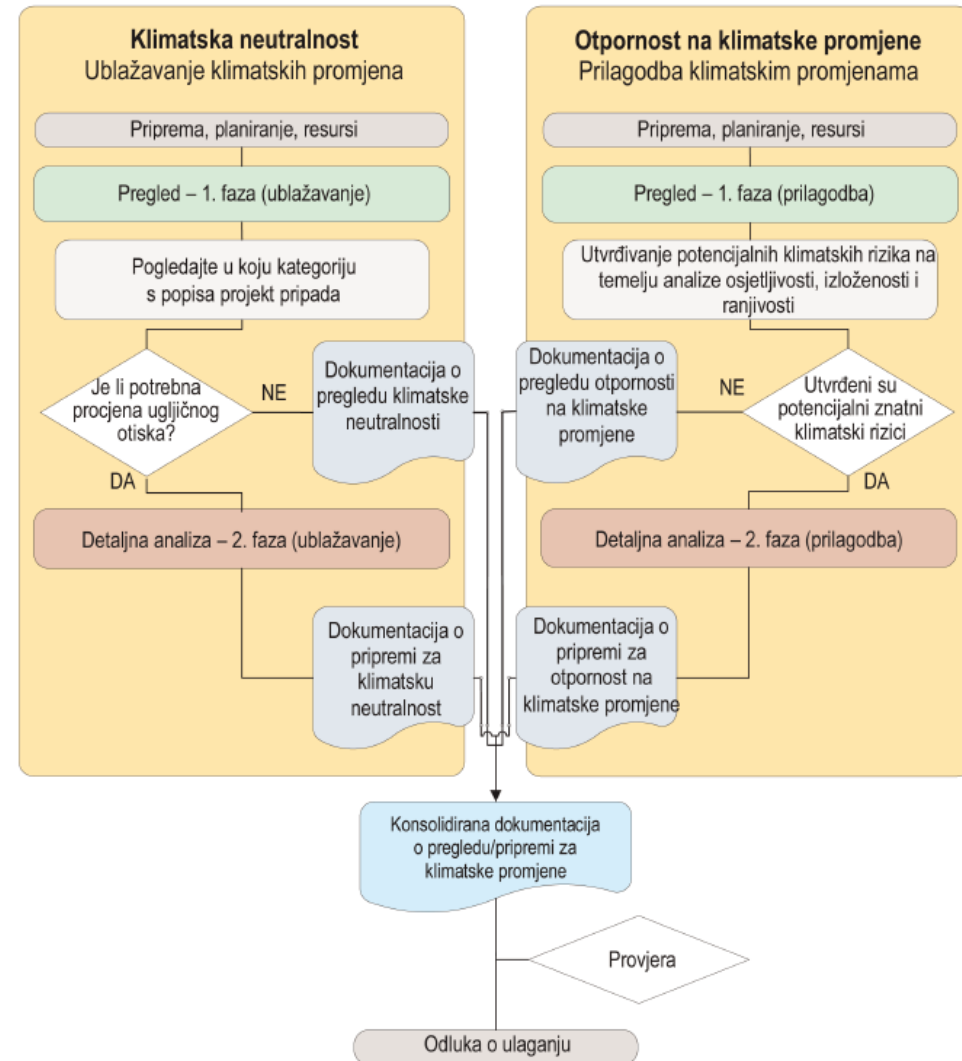 Klimatska neutralnost
Ublažavanje klimatskih promjena
Priprema, planiranje, resursi
Pregled – 1. faza (ublažavanje)
Pogledajte u koju kategoriju
s popisa projekt pripada
Je li potrebna
procjena ugljičnog
otiska?
NE
Dokumentacija o
pregledu klimatske
neutralnosti
DA
Detaljna analiza – 2. faza (ublažavanje)
Dokumentacija o
pripremi za
klimatsku
neutralnost
Otpornost na klimatske promjene
Prilagodba klimatskim promjenama
Priprema, planiranje, resursi
Pregled – 1. faza (prilagodba)
Utvrđivanje potencijalnih klimatskih rizika na
temelju analize osjetljivosti, izloženosti i
ranjivosti
Dokumentacija o
pregledu otpornosti
na klimatske
promjene
NE
Utvrđeni su
potencijalni znatni
klimatski rizici
DA
Detaljna analiza – 2. faza (prilagodba)
Dokumentacija o
pripremi za
otpornost na
klimatske promjene
Konsolidirana dokumentacija
o pregledu/pripremi za
klimatske promjene
Provjera
Odluka o ulaganju